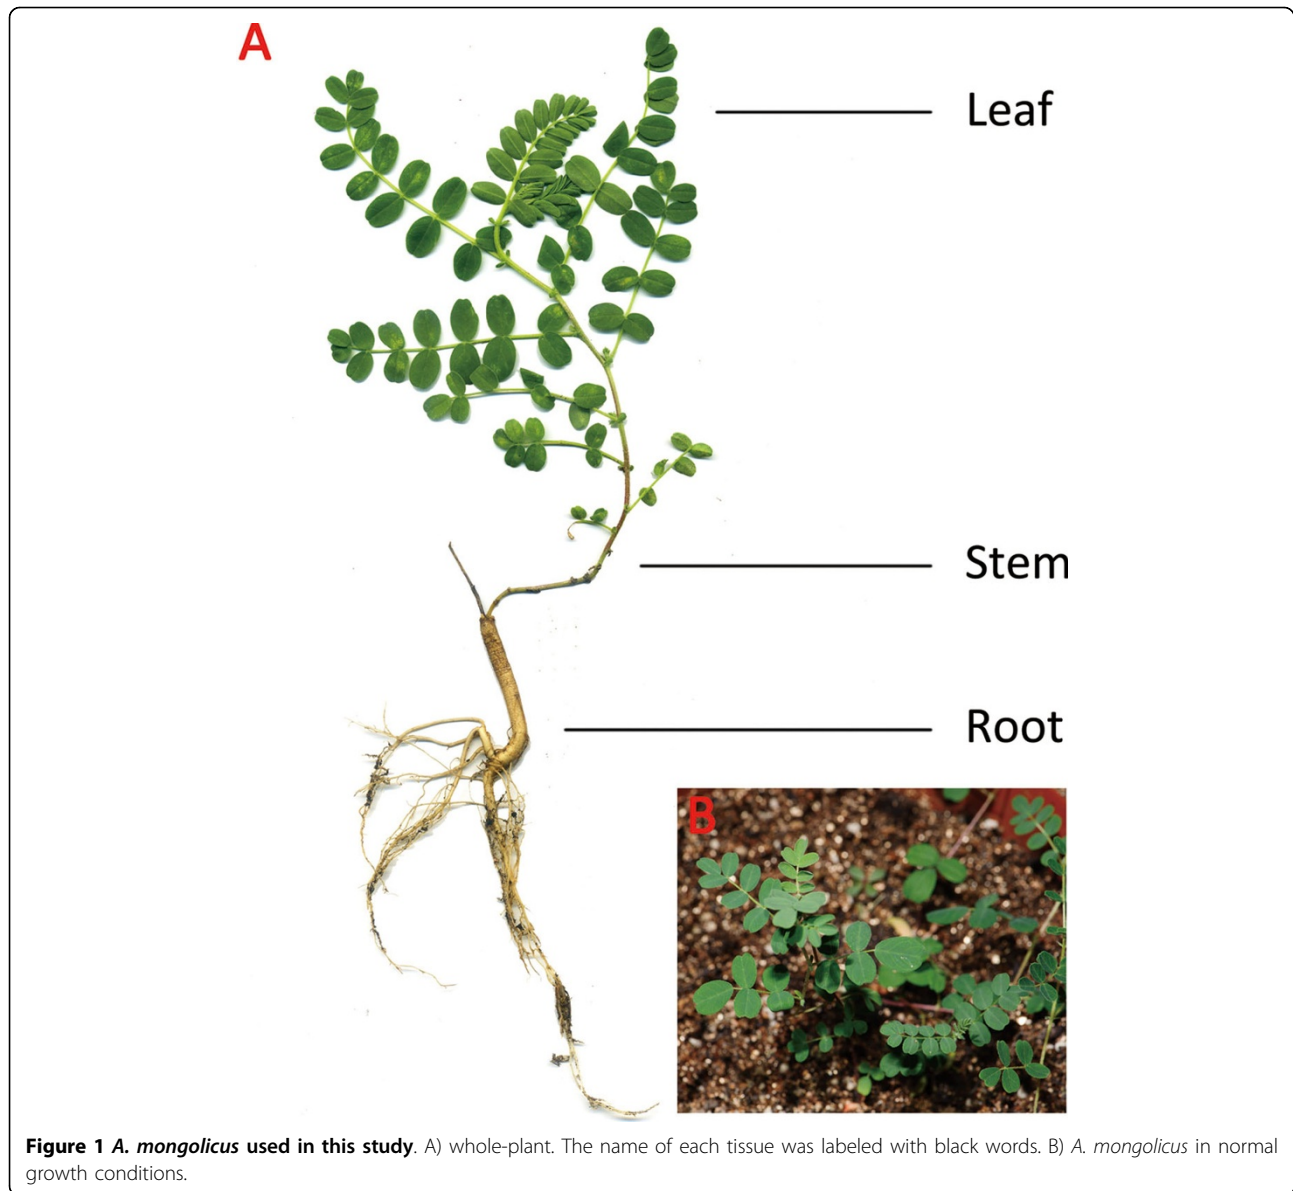 A
Leaf
Stem
Root
B
Figure 1 A. mongolicus used in this study. A) whole-plant. The name of each tissue was labeled with black words. B) A. mongolicus in normal
growth conditions.